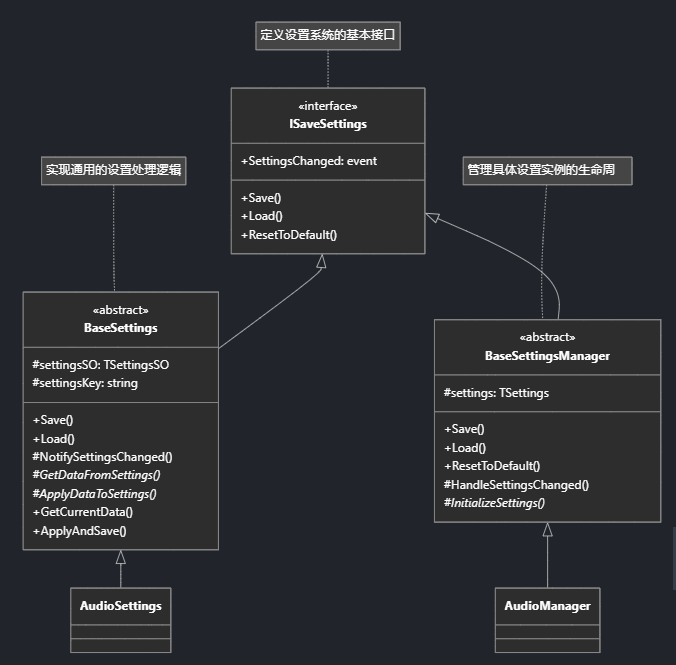 定义设置系统的基本接口
«interface»
ISaveSettings
+SettingsChanged: event
+Save()
+Load()
+ResetToDefault()
实现通用的设置处理逻辑
管理具体设置实例的生命周
«abstract»
BaseSettings
#settingsSO: TSettingsSO
#settingsKey: string
+Save()
+Load()
#NotifySettingsChanged()
#GetDataFromSettings()
#ApplyDataToSettings()
+GetCurrentData()
+ApplyAndSave()
«abstract»
BaseSettingsManager
#settings: TSettings
+Save()
+Load()
+ResetToDefault()
#HandleSettingsChanged()
#InitializeSettings()
AudioSettings
AudioManager